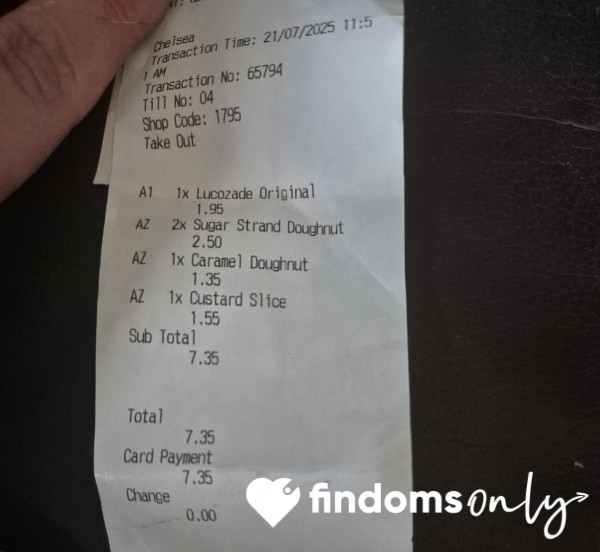 Chelsea
Transaction Time: 21/07/2025 11:5
1 AM
Transaction No: 65794
Till No: 04
Shop Code: 1795
Take Out
A1 1x Lucozade Original
1.95
AZ 2x Sugar Strand Doughnut
2.50
AZ 1x Caramel Doughnut
1.35
AZ 1x Custard Slice
1.55
Sub Total
7.35
Total
7.35
Card Payment
7.35
Change
0.00
findomsonly